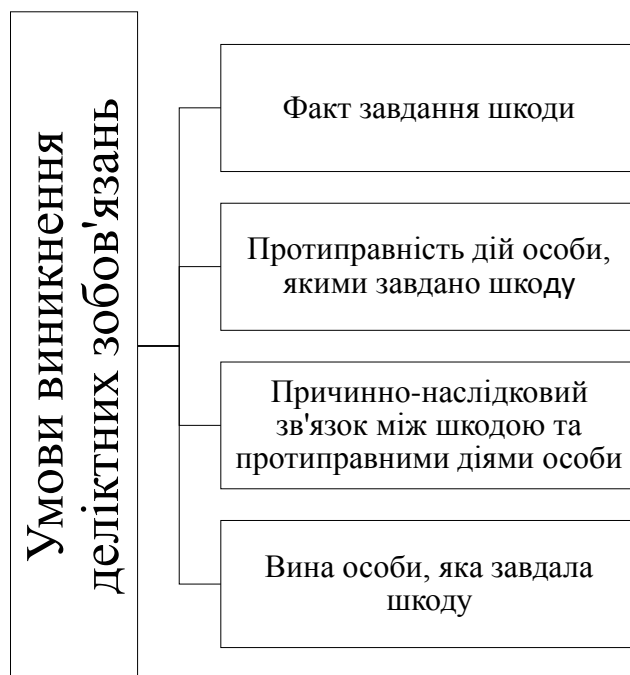 Умови виникнення
деліктних зобов'язань
Факт завдання шкоди
Протиправність дій особи,
якими завдано шкоду
Причинно-наслідковий
зв'язок між шкодою та
протиправними діями особи
Вина особи, яка завдала
шкоду